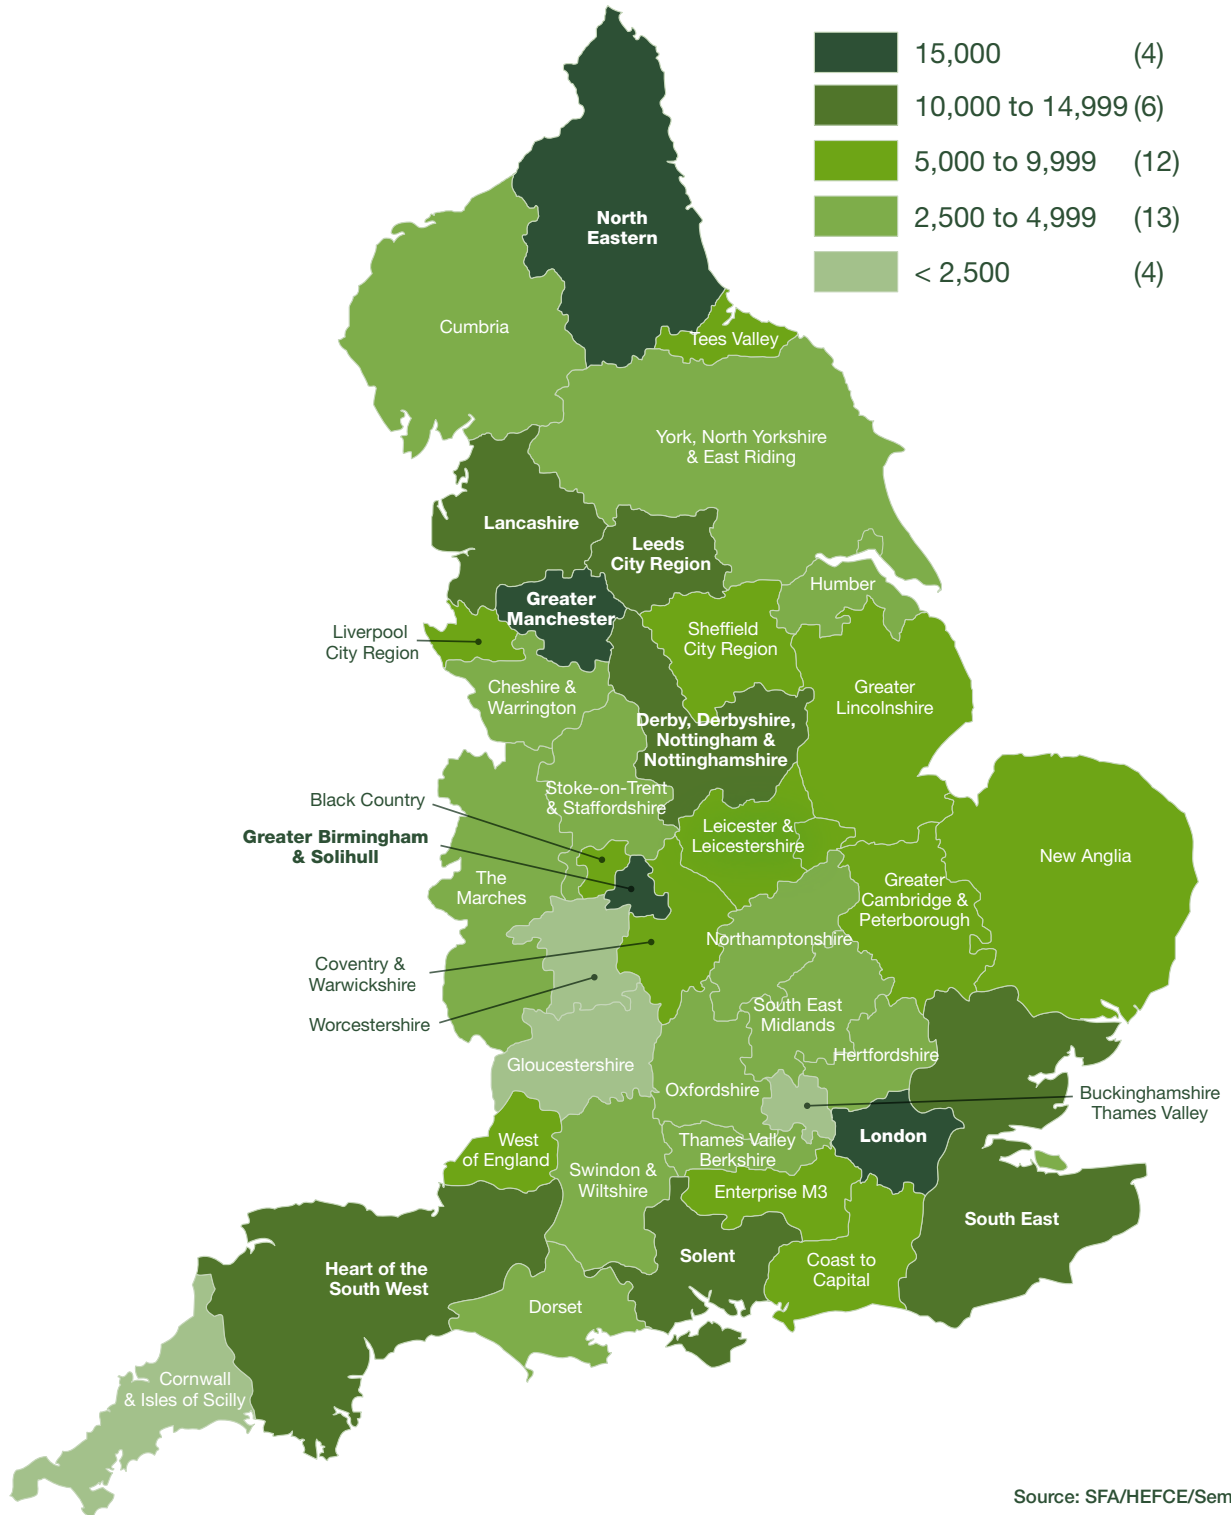 15,000 (4)
10,000 to 14,999 (6)
5,000 to 9,999 (12)
2,500 to 4,999 (13)
< 2,500 (4)
North
Eastern
Cumbria
Tees Valley
York, North Yorkshire
& East Riding
Lancashire
Leeds
City Region
Humber
Greater
Manchester
Liverpool
City Region
Sheffield
City Region
Cheshire &
Warrington
Greater
Lincolnshire
Derby, Derbyshire,
Nottingham &
Nottinghamshire
Stoke-on-Trent
& Staffordshire
Black Country
Greater Birmingham
& Solihull
Leicester &
Leicestershire
New Anglia
The
Marches
Greater
Cambridge &
Peterborough
Northamptonshire
Coventry &
Warwickshire
Worcestershire
South East
Midlands
Gloucestershire
Hertfordshire
Oxfordshire
Buckinghamshire
Thames Valley
London
West
of England
Thames Valley
Berkshire
Swindon &
Wiltshire
Enterprise M3
South East
Solent
Coast to
Capital
Heart of the
South West
Dorset
Cornwall
& Isles of Scilly
Source: SFA/HEFCE/Sem